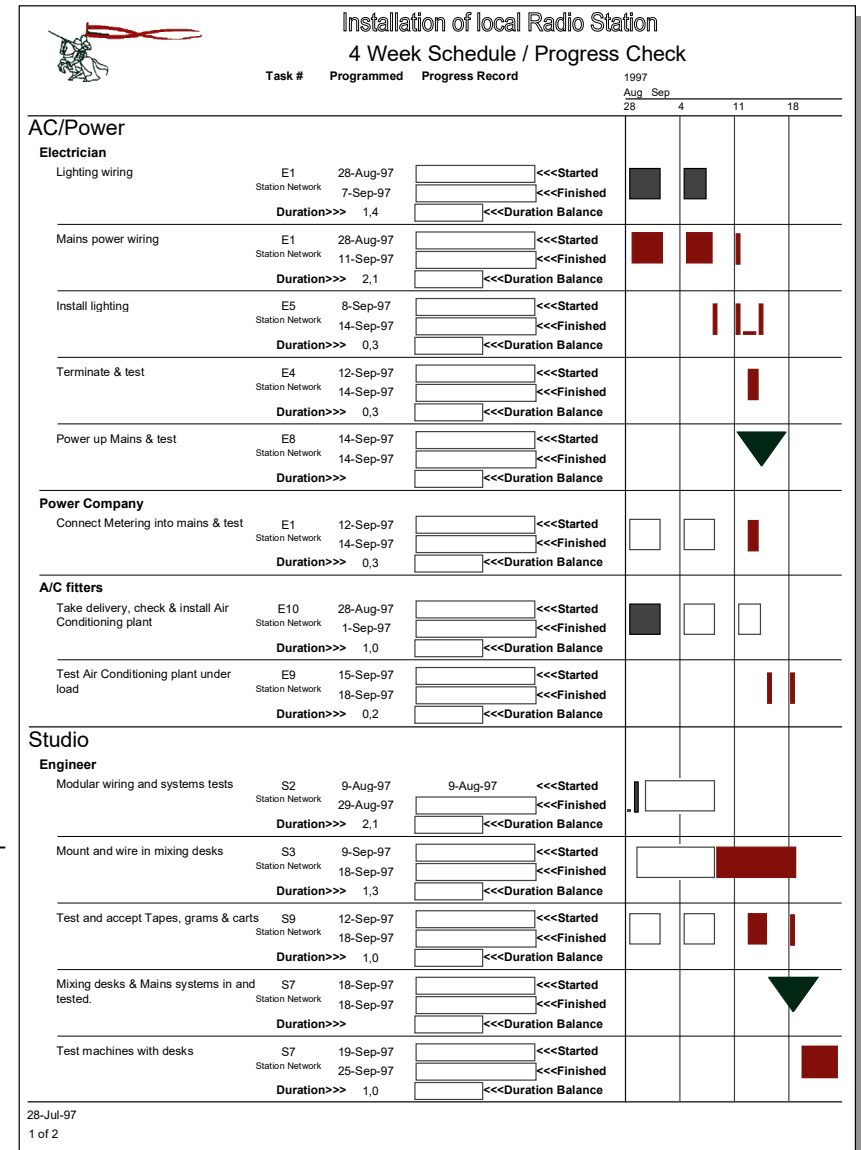 Installation of local Radio Station
4 Week Schedule / Progress Check
Task # Programmed Progress Record 1997
Aug Sep
28 4 11 18
AC/Power
Electrician
Lighting wiring E1 28-Aug-97 <<<Started
Station Network 7-Sep-97 <<<Finished
Duration>>> 1,4 <<<Duration Balance
Mains power wiring E1 28-Aug-97 <<<Started
Station Network 11-Sep-97 <<<Finished
Duration>>> 2,1 <<<Duration Balance
Install lighting E5 8-Sep-97 <<<Started
Station Network 14-Sep-97 <<<Finished
Duration>>> 0,3 <<<Duration Balance
Terminate & test E4 12-Sep-97 <<<Started
Station Network 14-Sep-97 <<<Finished
Duration>>> 0,3 <<<Duration Balance
Power up Mains & test E8 14-Sep-97 <<<Started
Station Network 14-Sep-97 <<<Finished
Duration>>> <<<Duration Balance
Power Company
Connect Metering into mains & test E1 12-Sep-97 <<<Started
Station Network 14-Sep-97 <<<Finished
Duration>>> 0,3 <<<Duration Balance
A/C fitters
Take delivery, check & install Air E10 28-Aug-97 <<<Started
Conditioning plant Station Network 1-Sep-97 <<<Finished
Duration>>> 1,0 <<<Duration Balance
Test Air Conditioning plant under E9 15-Sep-97 <<<Started
load Station Network 18-Sep-97 <<<Finished
Duration>>> 0,2 <<<Duration Balance
Studio
Engineer
Modular wiring and systems tests S2 9-Aug-97 9-Aug-97 <<<Started
Station Network 29-Aug-97 <<<Finished
Duration>>> 2,1 <<<Duration Balance
Mount and wire in mixing desks S3 9-Sep-97 <<<Started
Station Network 18-Sep-97 <<<Finished
Duration>>> 1,3 <<<Duration Balance
Test and accept Tapes, grams & carts S9 12-Sep-97 <<<Started
Station Network 18-Sep-97 <<<Finished
Duration>>> 1,0 <<<Duration Balance
Mixing desks & Mains systems in and S7 18-Sep-97 <<<Started
tested. Station Network 18-Sep-97 <<<Finished
Duration>>> <<<Duration Balance
Test machines with desks S7 19-Sep-97 <<<Started
Station Network 25-Sep-97 <<<Finished
Duration>>> 1,0 <<<Duration Balance
28-Jul-97
1 of 2